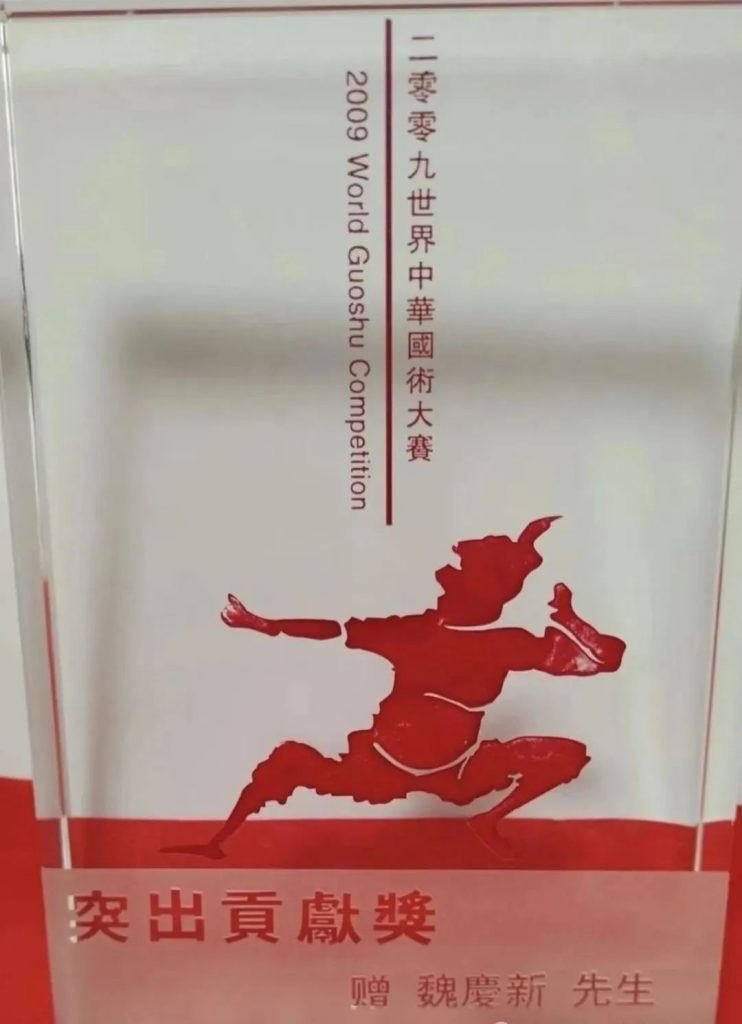 二零零九世界中華國術大賽
2009 World Guoshu Competition
突出貢獻獎
赠 魏慶新 先生